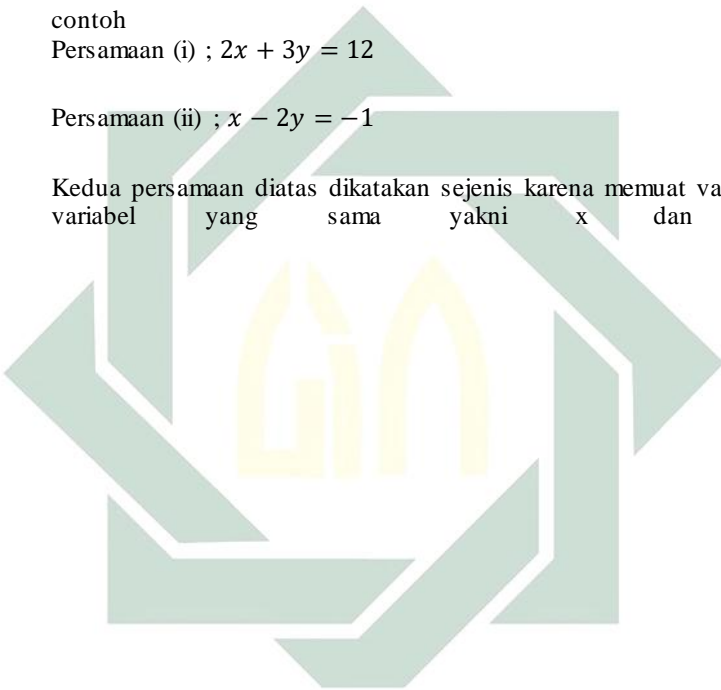 contoh
Persamaan (i) ; 2x + 3y = 12
Persamaan (ii) ; x − 2y = −1
Kedua persamaan diatas dikatakan sejenis karena memuat va
variabel yang sama yakni x dan